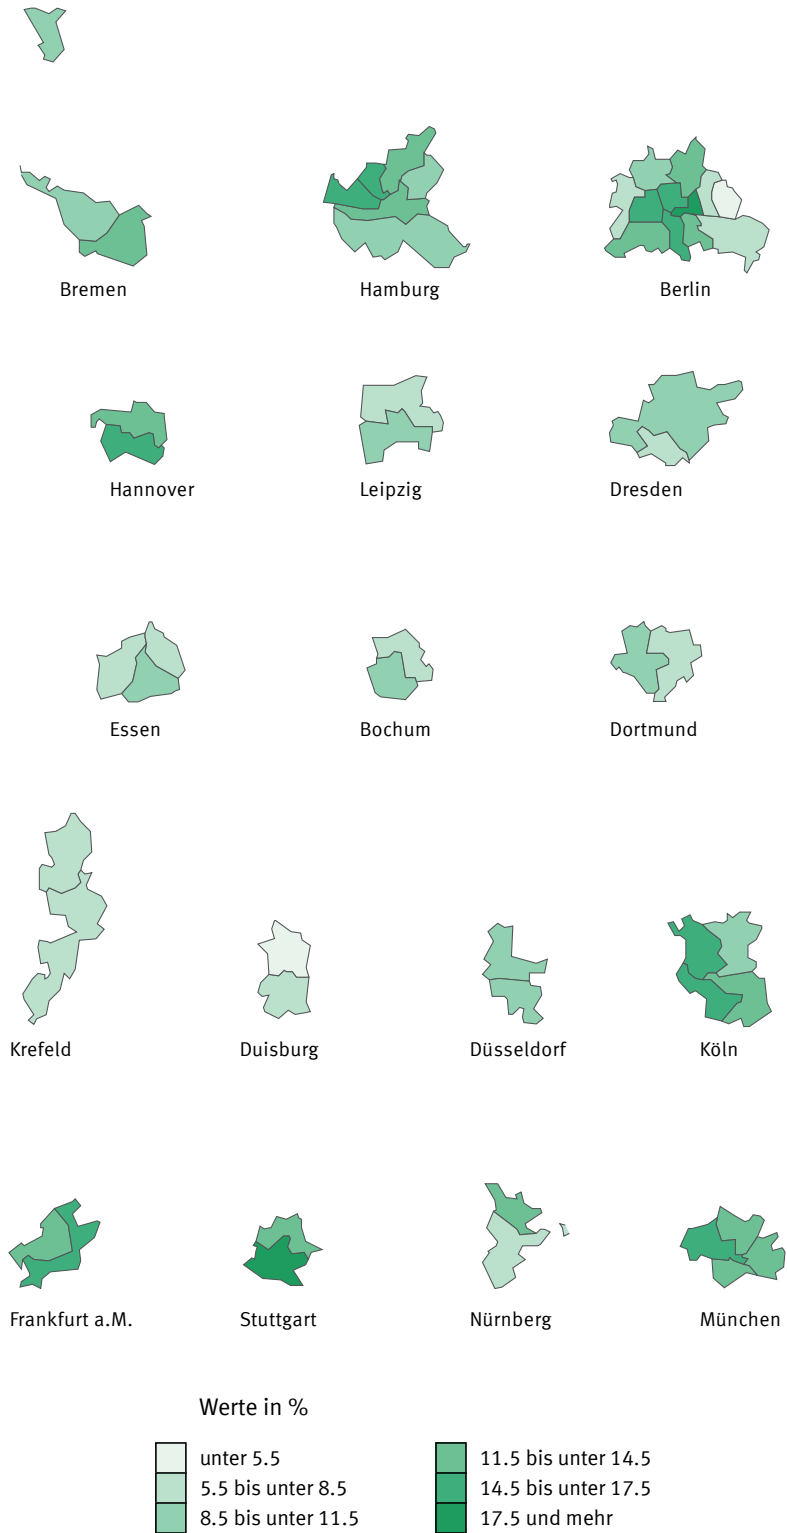 Bremen
Hamburg
Berlin
Hannover
Leipzig
Dresden
Essen
Bochum
Dortmund
Krefeld
Duisburg
Düsseldorf
Köln
Frankfurt a.M.
Stuttgart
Nürnberg
München
Werte in %
unter 5.5
5.5 bis unter 8.5
8.5 bis unter 11.5
11.5 bis unter 14.5
14.5 bis unter 17.5
17.5 und mehr